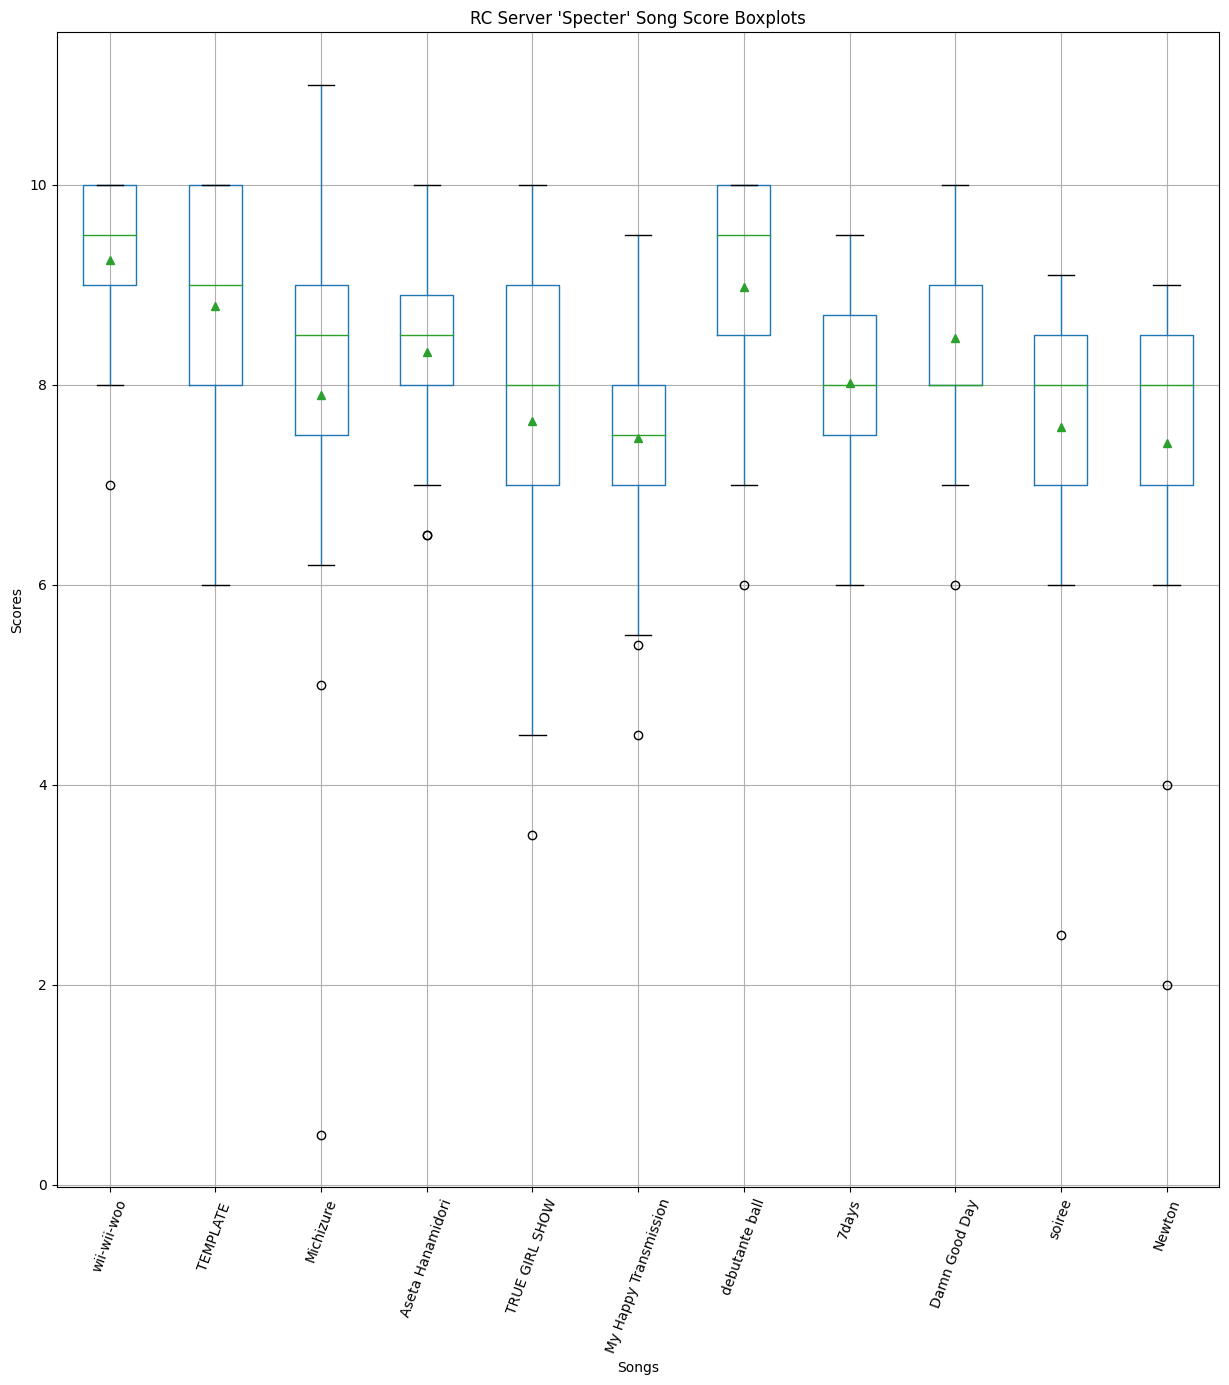 RC Server 'Specter' Song Score Boxplots
Scores
10
8
6
4
2
0
wii-wii-woo
TEMPLATE
Michizure
Aseta Hanamidori
TRUE GIRL SHOW
My Happy Transmission
debutante ball
7days
Damn Good Day
soiree
Newton
Songs